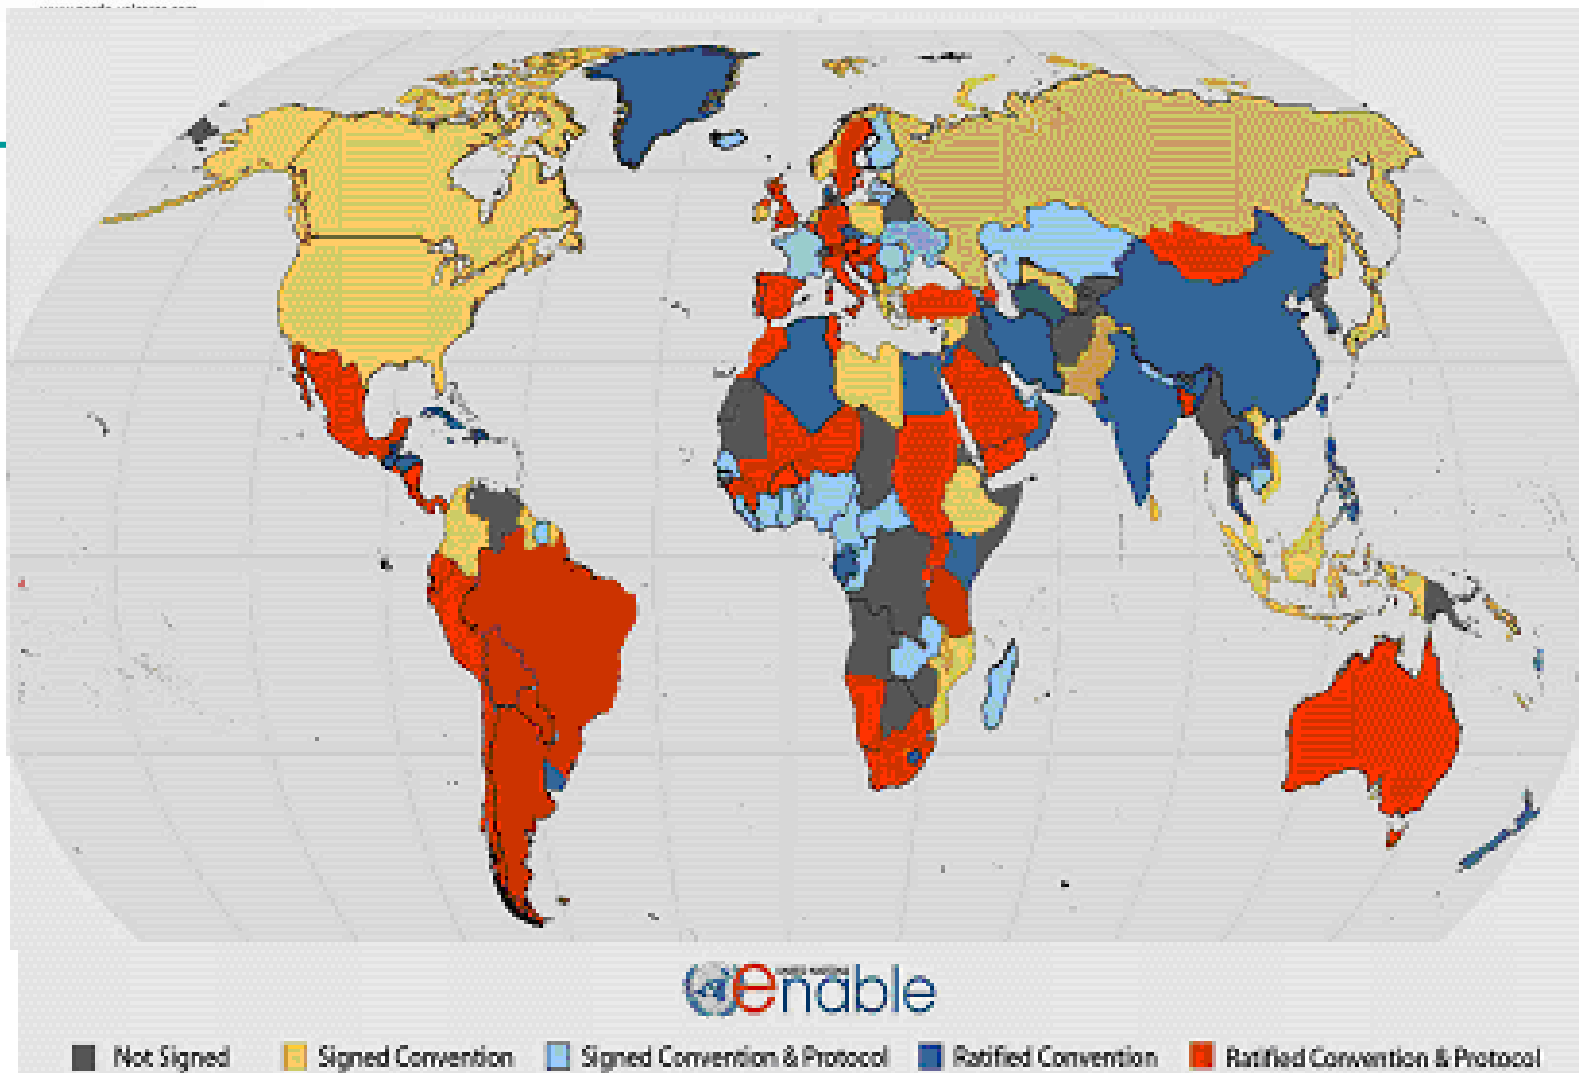 enable
Not Signed
Signed Convention
Signed Convention & Protocol
Ratified Convention
Ratified Convention & Protocol